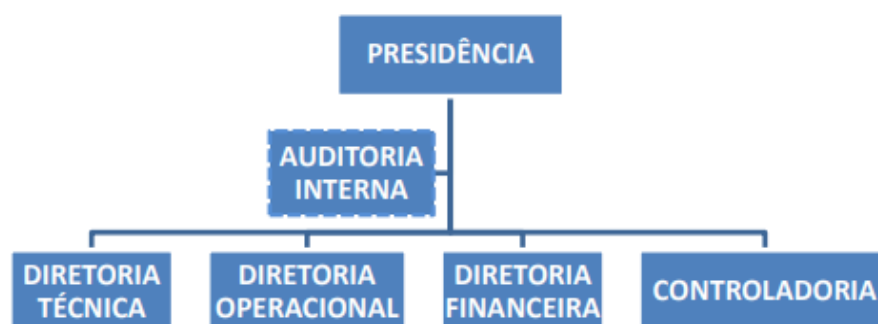 PRESIDÊNCIA
AUDITORIA
INTERNA
DIRETORIA
TÉCNICA
DIRETORIA
OPERACIONAL
DIRETORIA
FINANCEIRA
CONTROLADORIA